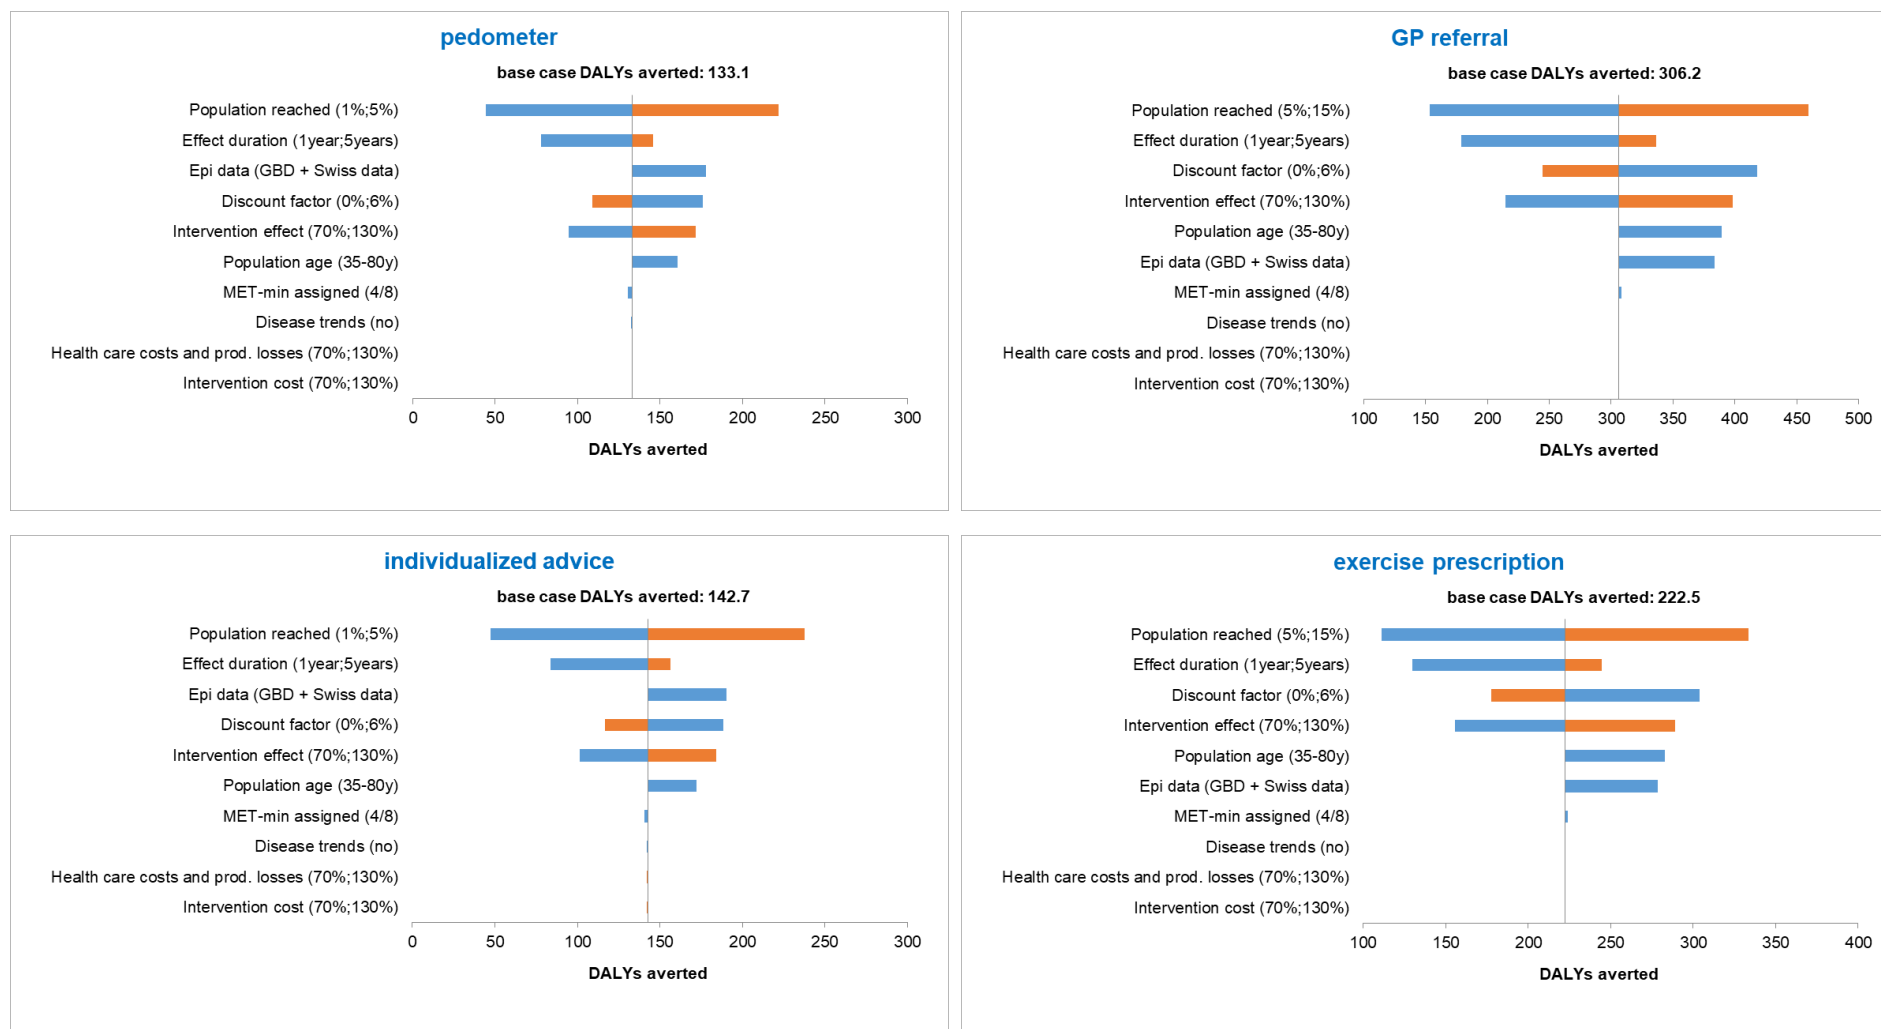 pedometer
base case DALYs averted: 133.1
Population reached (1%;5%)
Effect duration (1year;5years)
Epi data (GBD + Swiss data)
Discount factor (0%;6%)
Intervention effect (70%;130%)
Population age (35-80y)
MET-min assigned (4/8)
Disease trends (no)
Health care costs and prod. losses (70%;130%)
Intervention cost (70%;130%)
0 50 100 150 200 250 300
DALYs averted
GP referral
base case DALYs averted: 306.2
Population reached (5%;15%)
Effect duration (1year;5years)
Discount factor (0%;6%)
Intervention effect (70%;130%)
Population age (35-80y)
Epi data (GBD + Swiss data)
MET-min assigned (4/8)
Disease trends (no)
Health care costs and prod. losses (70%;130%)
Intervention cost (70%;130%)
100 150 200 250 300 350 400 450 500
DALYs averted
individualized advice
base case DALYs averted: 142.7
Population reached (1%;5%)
Effect duration (1year;5years)
Epi data (GBD + Swiss data)
Discount factor (0%;6%)
Intervention effect (70%;130%)
Population age (35-80y)
MET-min assigned (4/8)
Disease trends (no)
Health care costs and prod. losses (70%;130%)
Intervention cost (70%;130%)
0 50 100 150 200 250 300
DALYs averted
exercise prescription
base case DALYs averted: 222.5
Population reached (5%;15%)
Effect duration (1year;5years)
Discount factor (0%;6%)
Intervention effect (70%;130%)
Population age (35-80y)
Epi data (GBD + Swiss data)
MET-min assigned (4/8)
Disease trends (no)
Health care costs and prod. losses (70%;130%)
Intervention cost (70%;130%)
100 150 200 250 300 350 400
DALYs averted